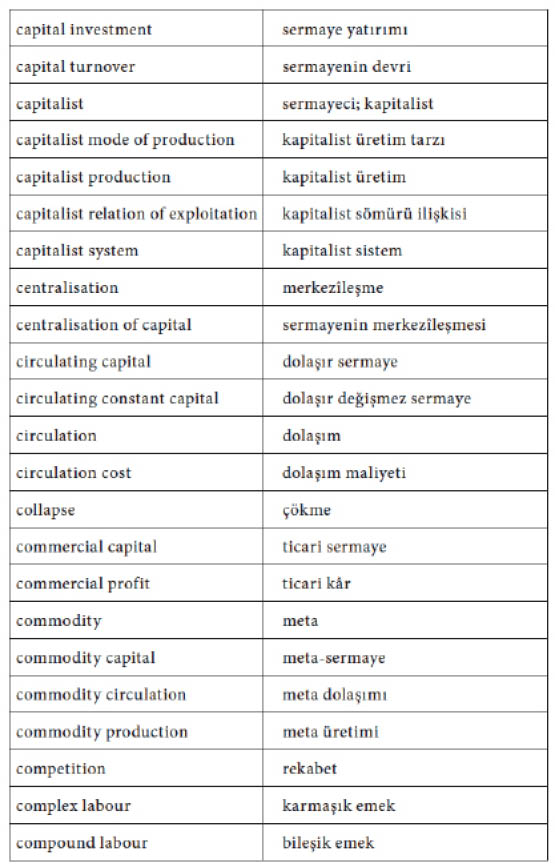 capital investment sermaye yatırımı
capital turnover sermayenin devri
capitalist sermayeci; kapitalist
capitalist mode of production kapitalist üretim tarzı
capitalist production kapitalist üretim
capitalist relation of exploitation kapitalist sömürü ilişkisi
capitalist system kapitalist sistem
centralisation merkezîleşme
centralisation of capital sermayenin merkezîleşmesi
circulating capital dolaşır sermaye
circulating constant capital dolaşır değişmez sermaye
circulation dolaşım
circulation cost dolaşım maliyeti
collapse çökme
commercial capital ticari sermaye
commercial profit ticari kâr
commodity meta
commodity capital meta-sermaye
commodity circulation meta dolaşımı
commodity production meta üretimi
competition rekabet
complex labour karmaşık emek
compound labour bileşik emek